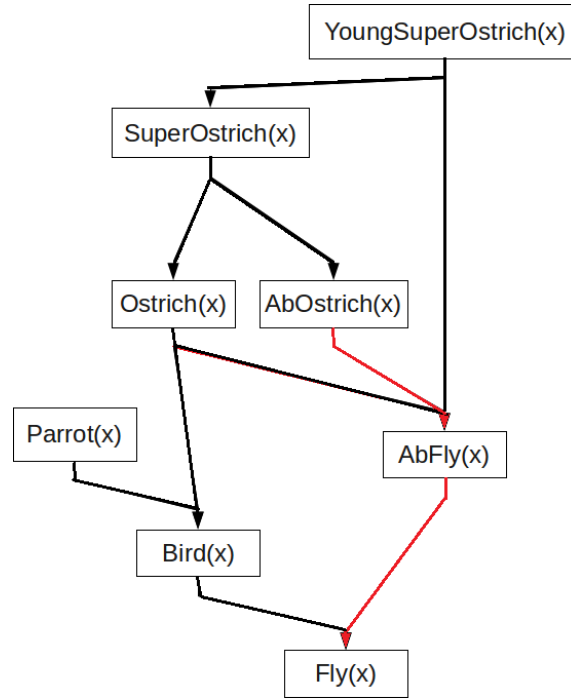 YoungSuperOstrich(x)
SuperOstrich(x)
Ostrich(x)
AbOstrich(x)
Parrot(x)
AbFly(x)
Bird(x)
Fly(x)